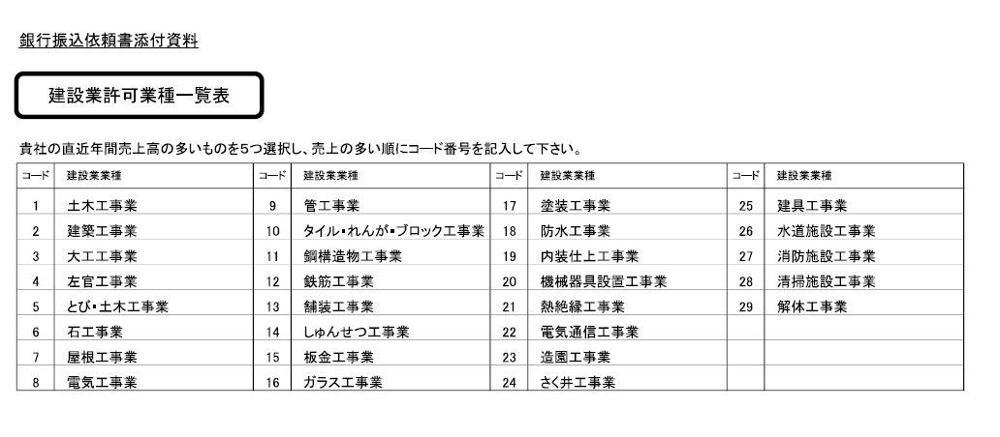 銀行振込依頼書添付資料
建設業許可業種一覧表
貴社の直近年間売上高の多いものを5つ選択し、売上の多い順にコード番号を記入して下さい。
コード 建設業業種 コード 建設業業種 コード 建設業業種 コード 建設業業種
1 土木工事業 9 管工事業 17 塗装工事業 25 建具工事業
2 建築工事業 10 タイル・れんが・ブロック工事業 18 防水工事業 26 水道施設工事業
3 大工工事業 11 鋼構造物工事業 19 内装仕上工事業 27 消防施設工事業
4 左官工事業 12 鉄筋工事業 20 機械器具設置工事業 28 清掃施設工事業
5 とび・土木工事業 13 舗装工事業 21 熱絶縁工事業 29 解体工事業
6 石工事業 14 しゅんせつ工事業 22 電気通信工事業
7 屋根工事業 15 板金工事業 23 造園工事業
8 電気工事業 16 ガラス工事業 24 さく井工事業